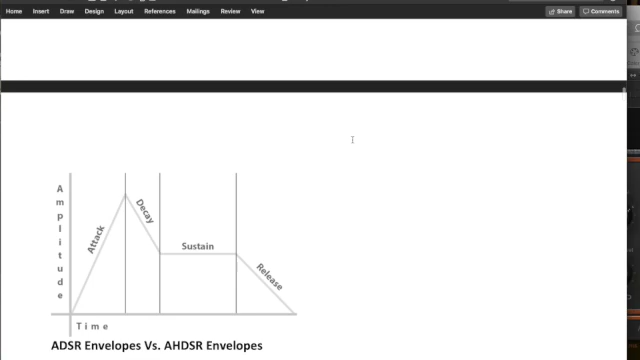 Home Insert Draw Design Layout References Mailings Review View Share Comments
Amplitude
Attack
Decay
Sustain
Release
Time
ADSR Envelopes Vs. AHDSR Envelopes